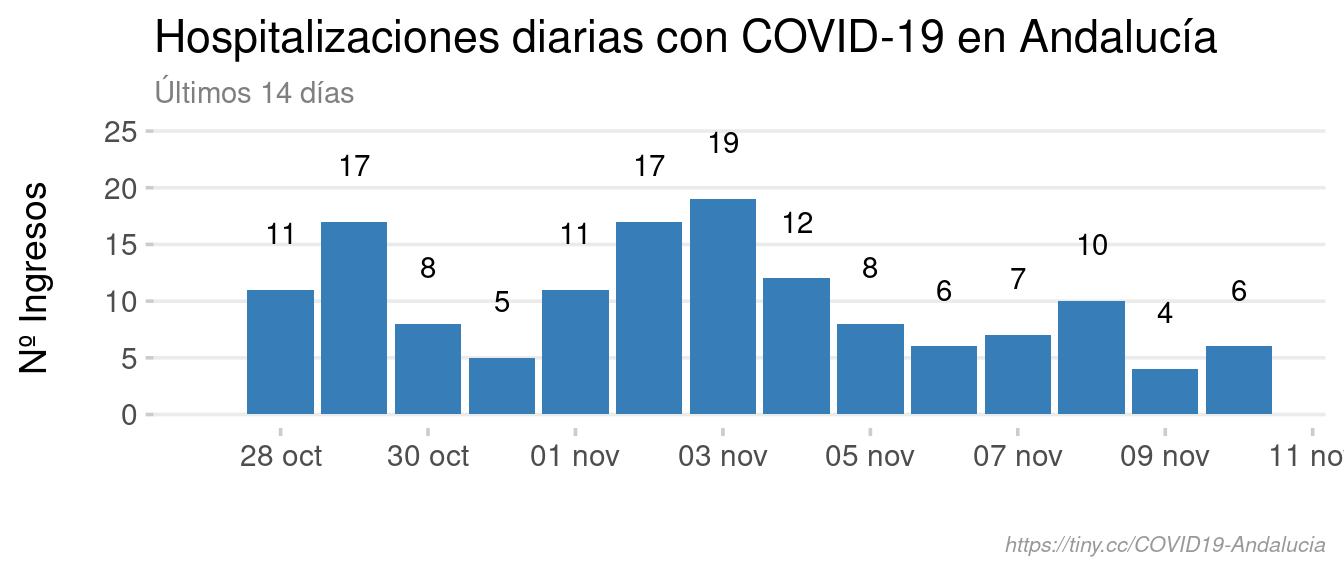 Hospitalizaciones diarias con COVID-19 en Andalucía
Últimos 14 días
Nº Ingresos
25
20
15
10
5
0
11
17
8
5
11
17
19
12
8
6
7
10
4
6
28 oct
30 oct
01 nov
03 nov
05 nov
07 nov
09 nov
11 no
https://tiny.cc/COVID19-Andalucia